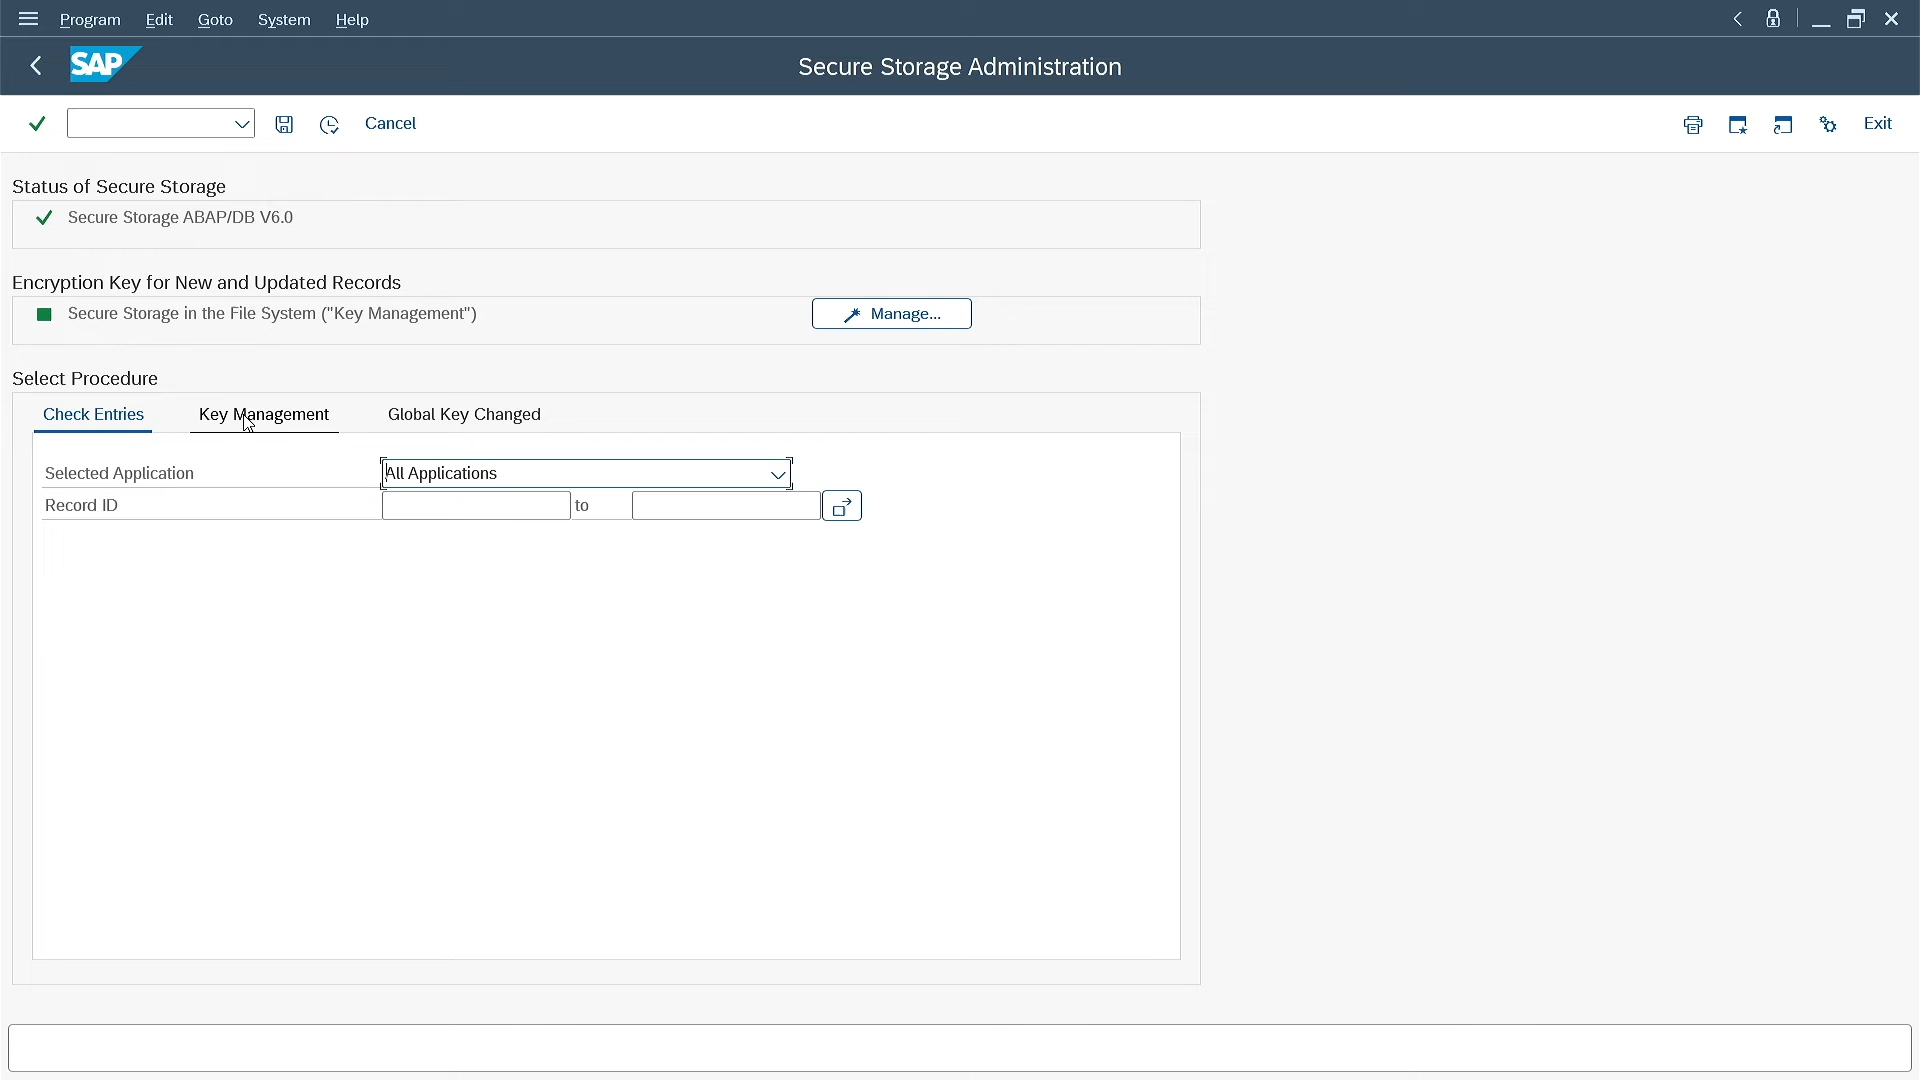 Program Edit Goto System Help
SAP Secure Storage Administration
Cancel Exit
Status of Secure Storage
Secure Storage ABAP/DB V6.0
Encryption Key for New and Updated Records
Secure Storage in the File System ("Key Management") Manage...
Select Procedure
Check Entries Key Management Global Key Changed
Selected Application All Applications
Record ID to